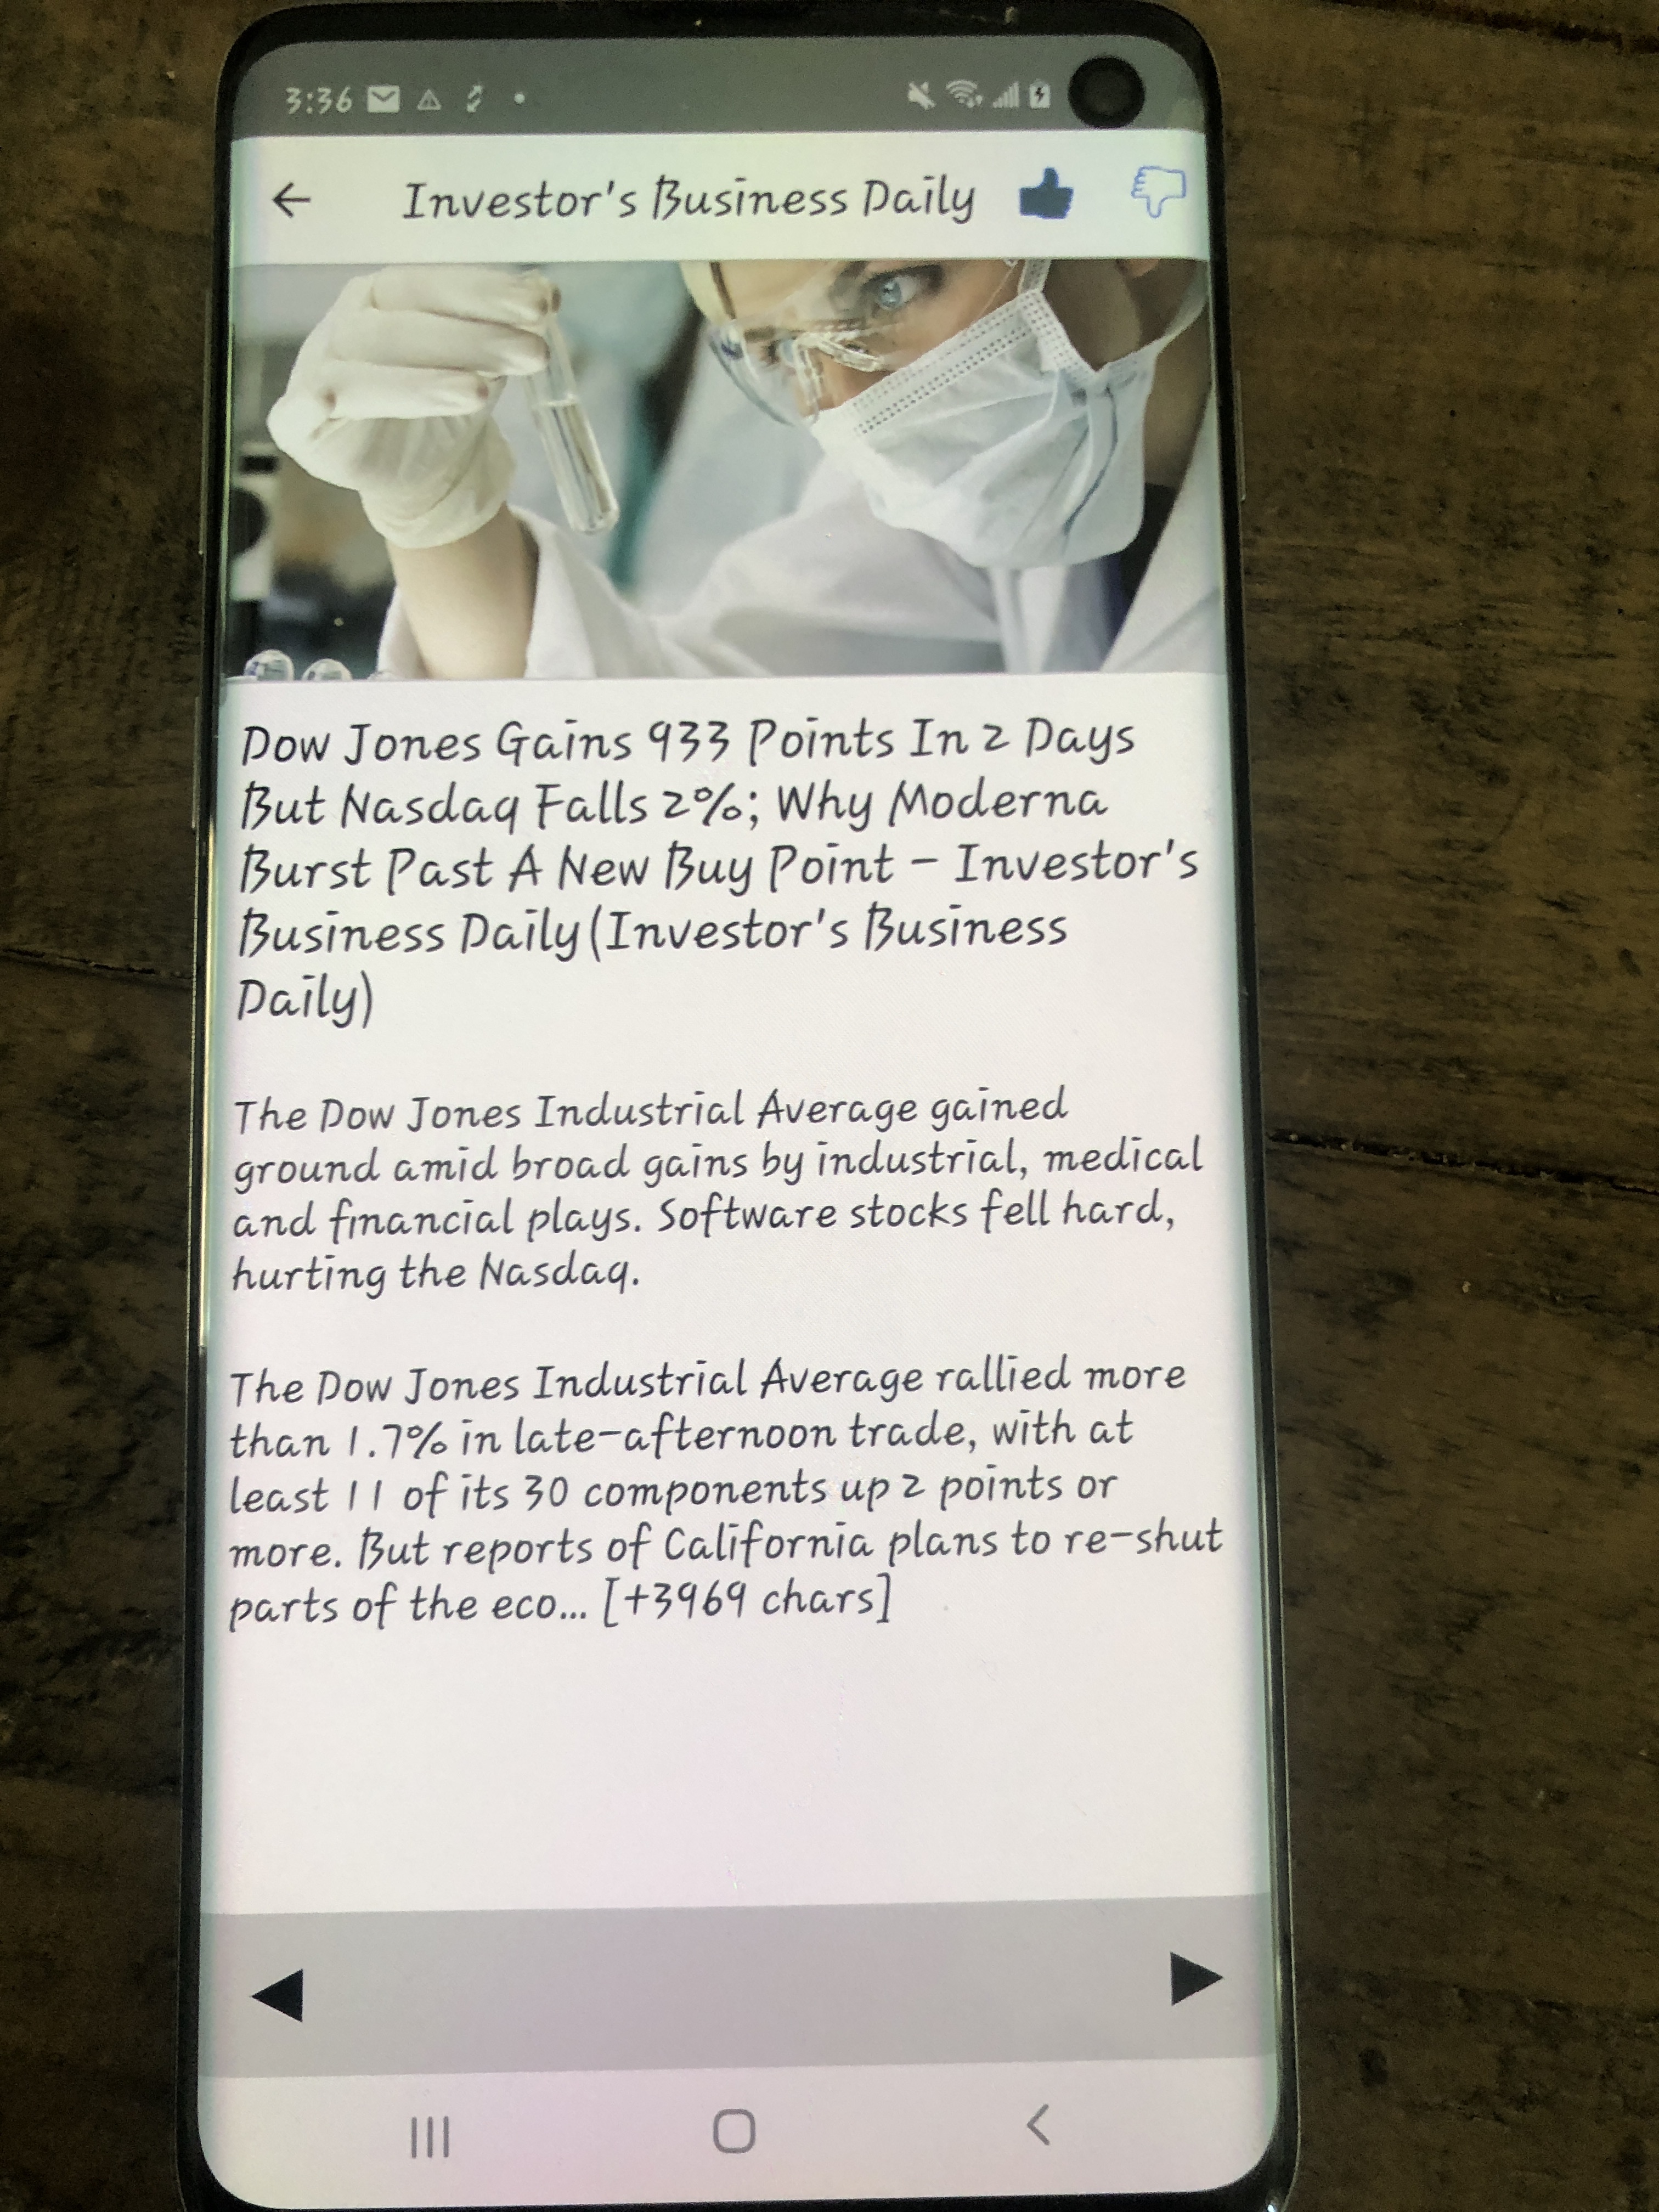 3:36
Investor's Business Daily
Dow Jones Gains 933 Points In 2 Days
But Nasdaq Falls 2%; Why Moderna
Burst Past A New Buy Point – Investor's
Business Daily(Investor's Business
Daily)
The Dow Jones Industrial Average gained
ground amid broad gains by industrial, medical
and financial plays. Software stocks fell hard,
hurting the Nasdaq.
The Dow Jones Industrial Average rallied more
than 1.7% in late-afternoon trade, with at
least 11 of its 30 components up 2 points or
more. But reports of California plans to re-shut
parts of the eco… [+3969 chars]